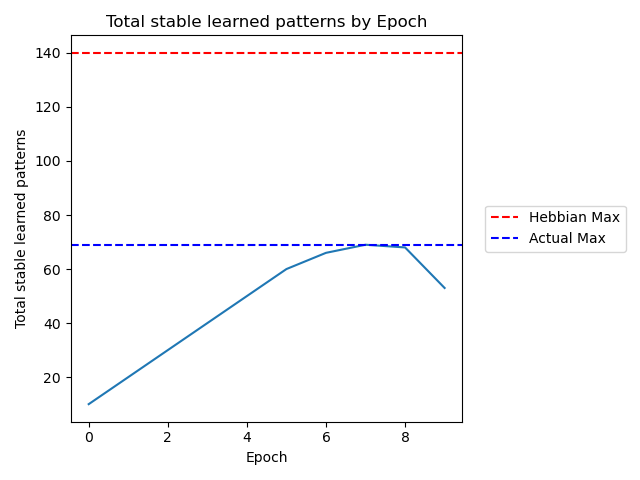 Total stable learned patterns by Epoch
Total stable learned patterns
140
120
100
80
60
40
20
0 2 4 6 8
Epoch
Hebbian Max
Actual Max